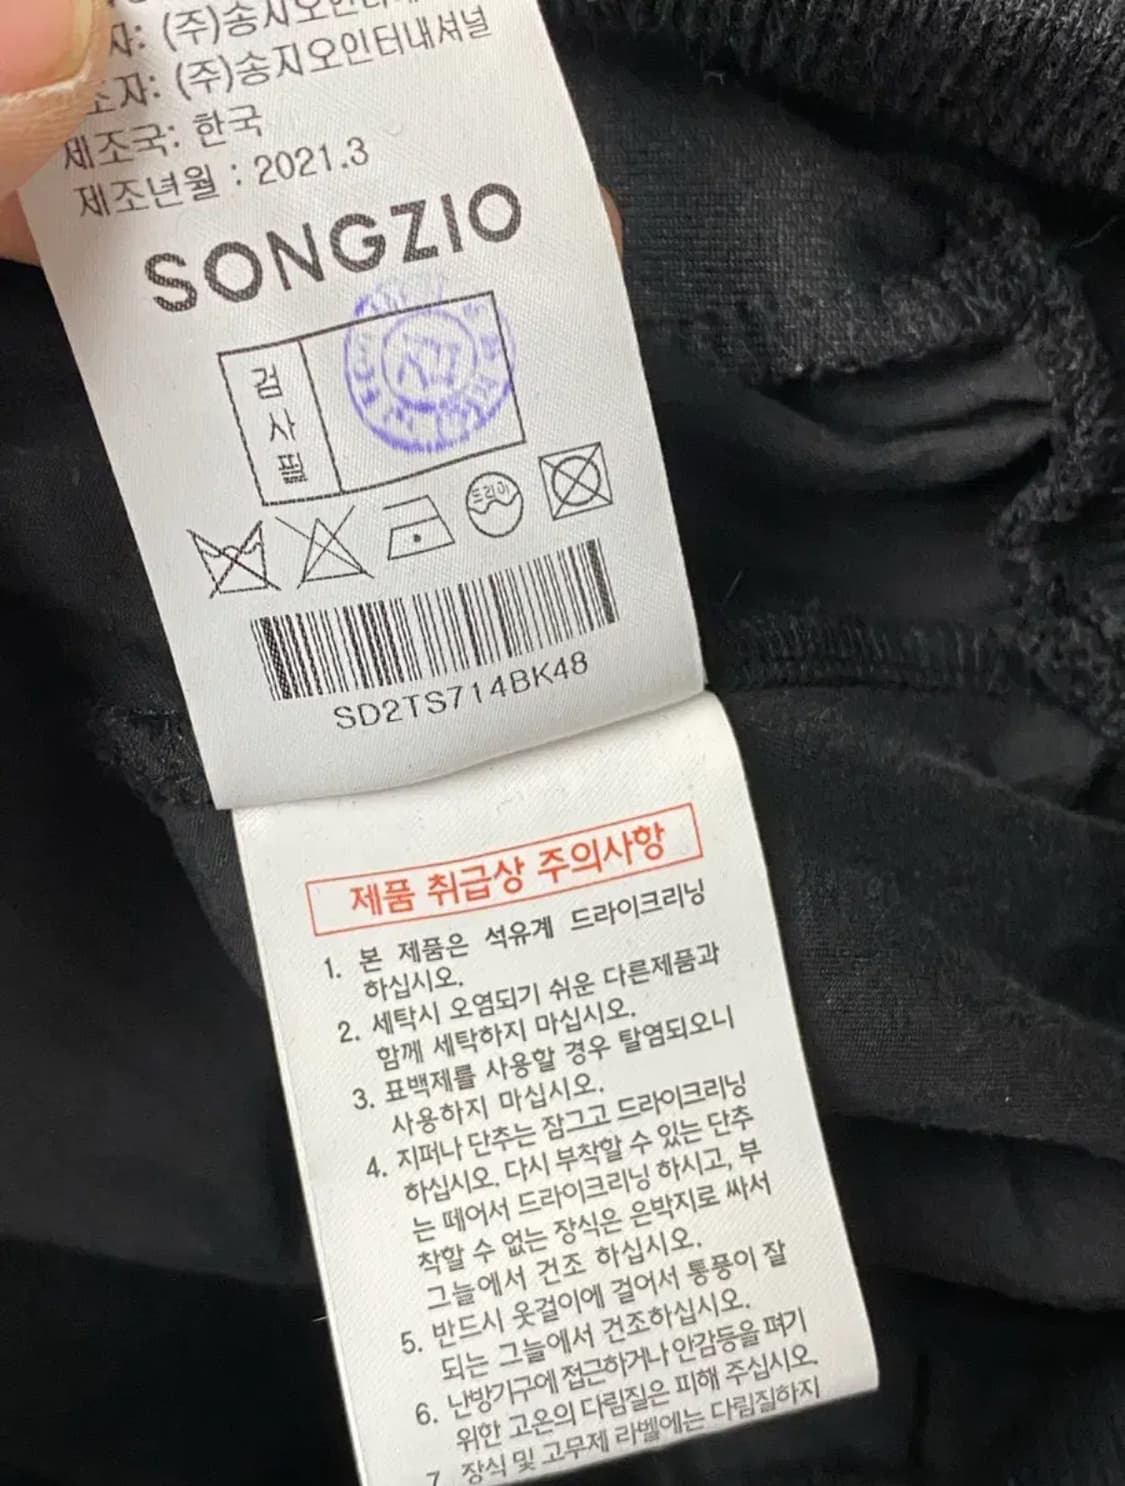 자: (주)송지오인터
조자: (주)송지오인터내셔널
제조국: 한국
제조년월 : 2021.3
SONGZIO
검사필
드라이
SD2TS714BK48
제품 취급상 주의사항
1. 본 제품은 석유계 드라이크리닝
하십시오.
2. 세탁시 오염되기 쉬운 다른제품과
함께 세탁하지 마십시오.
3. 표백제를 사용할 경우 탈염되오니
사용하지 마십시오.
4. 지퍼나 단추는 잠그고 드라이크리닝
하십시오. 다시 부착할 수 있는 단추
는 떼어서 드라이크리닝 하시고, 부
착할 수 없는 장식은 은박지로 싸서
그늘에서 건조 하십시오.
5. 반드시 옷걸이에 걸어서 통풍이 잘
되는 그늘에서 건조하십시오.
6. 난방기구에 접근하거나 안감등을 펴기
위한 고온의 다림질은 피해 주십시오.
7. 장식 및 고무제 라벨에는 다림질하지